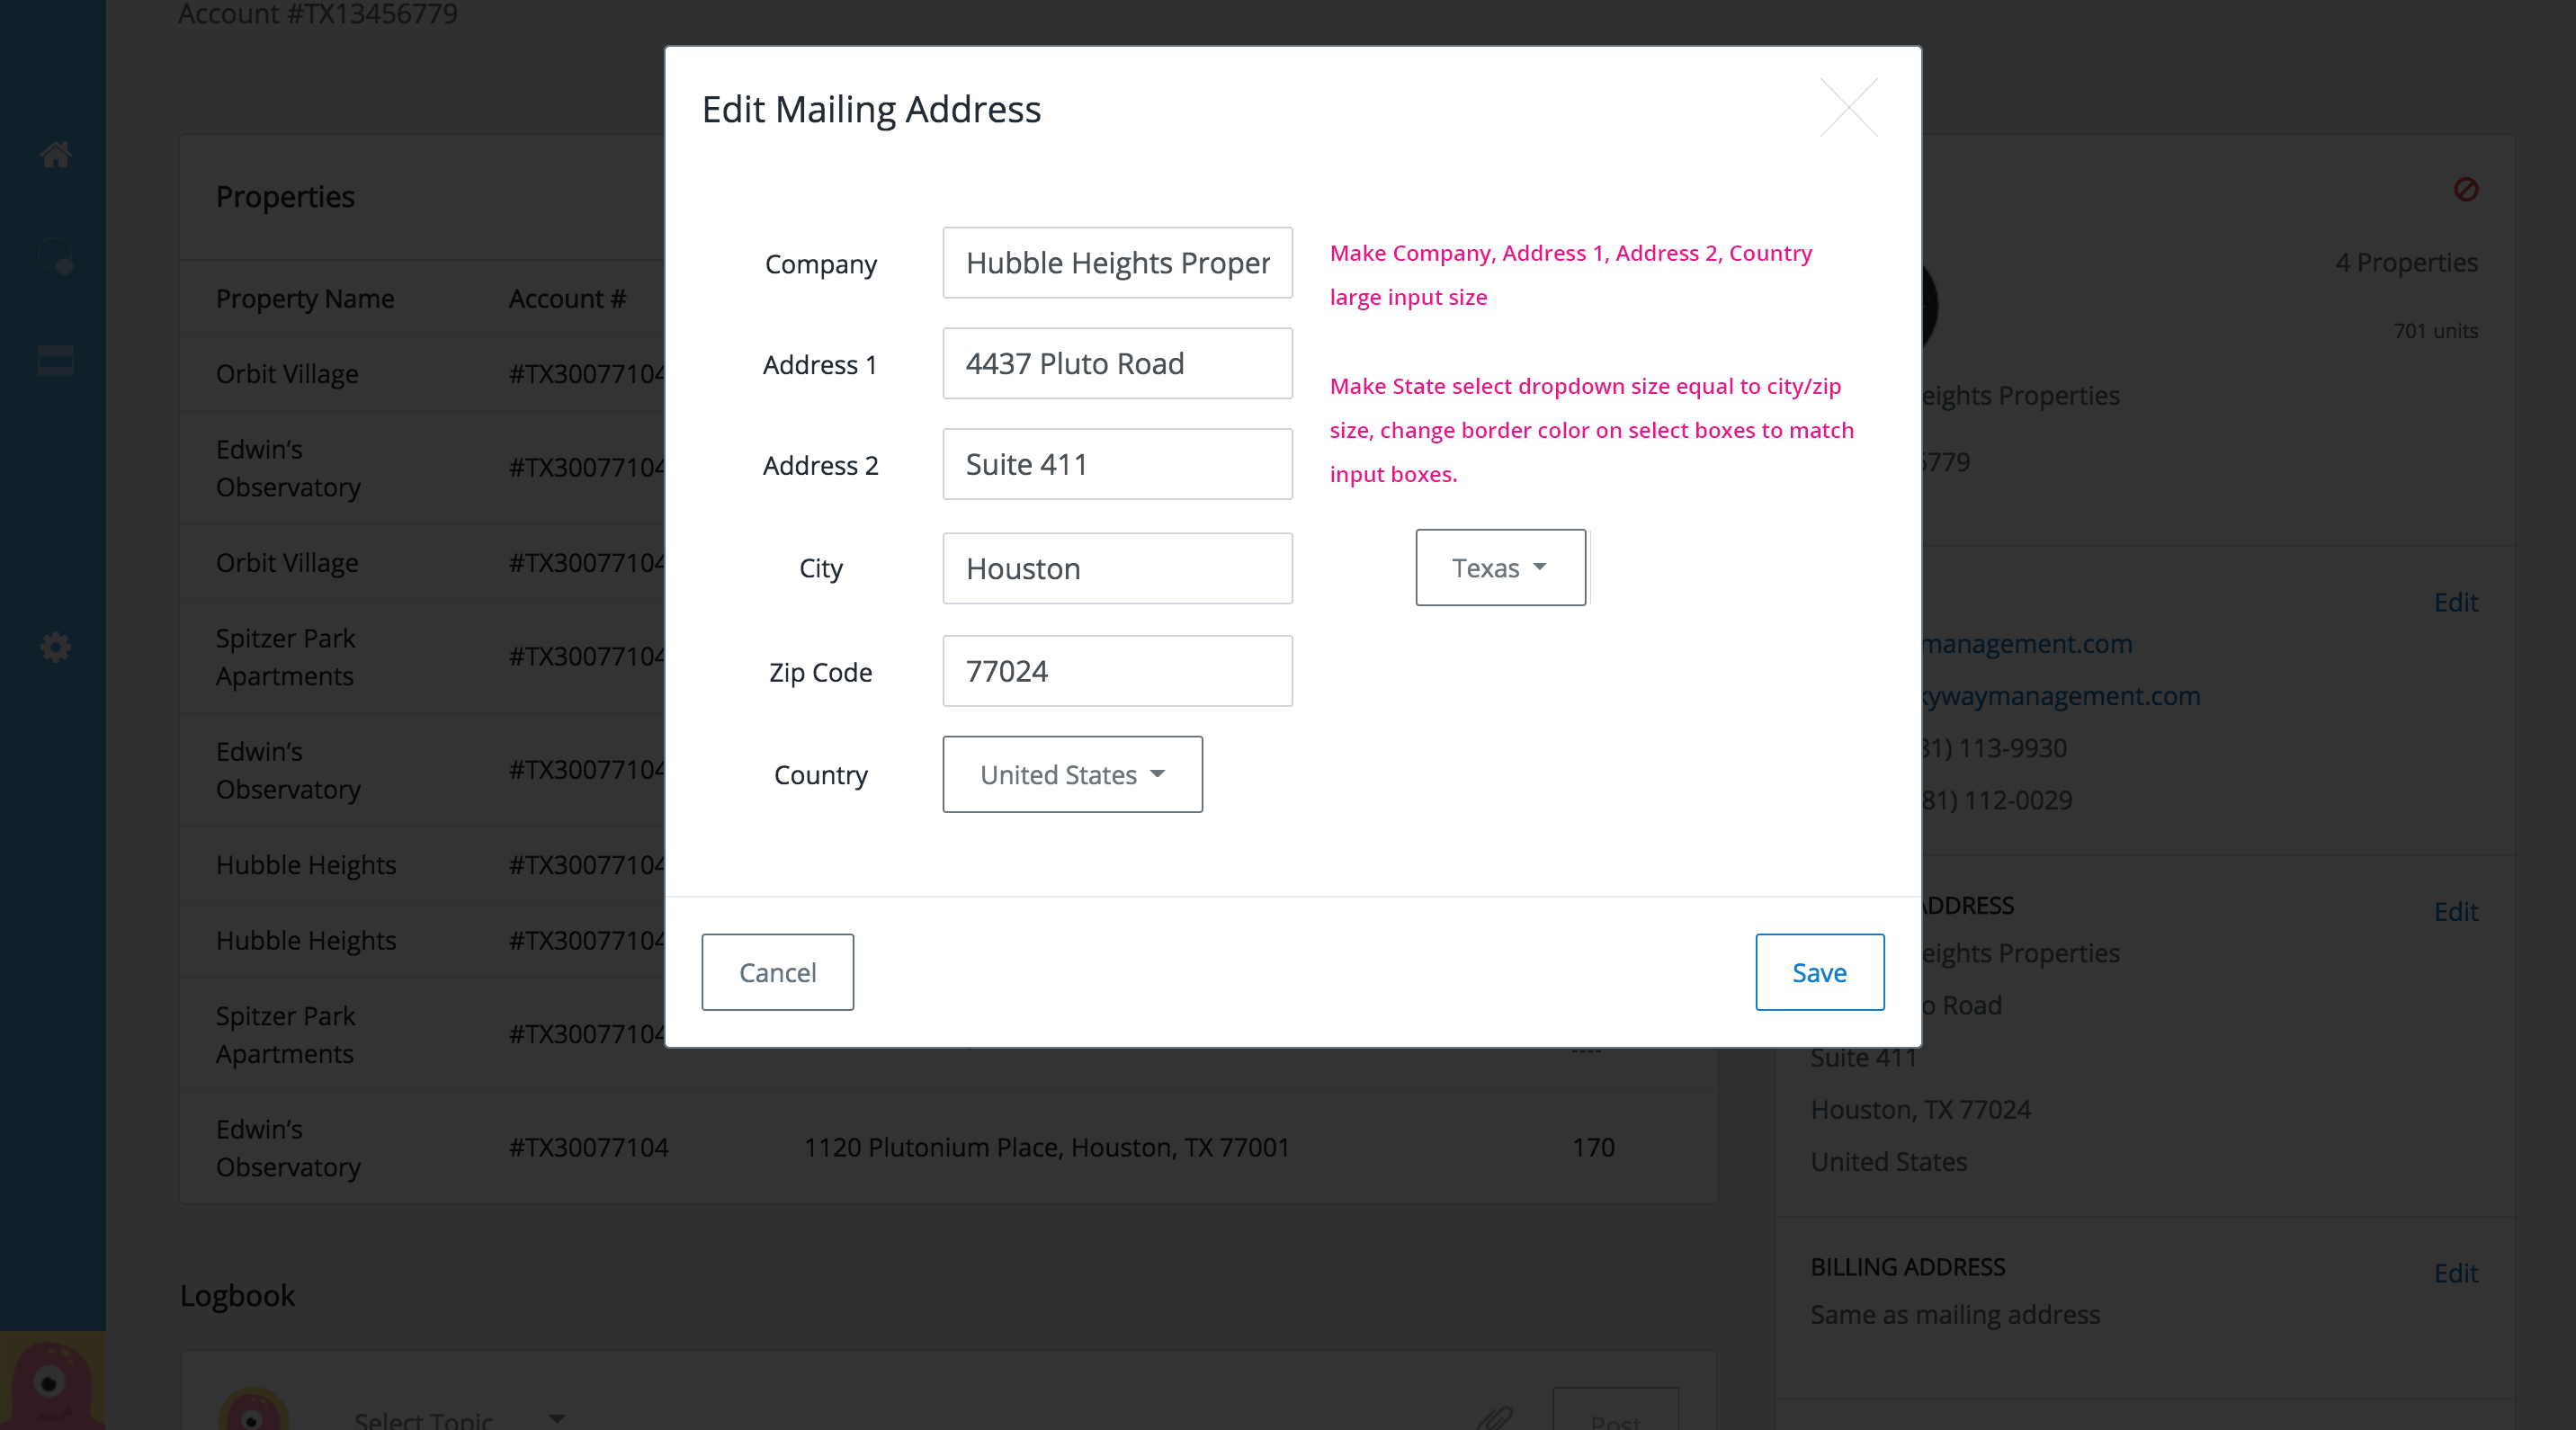 Account #TX13456779
Edit Mailing Address
Company
Hubble Heights Proper
Make Company, Address 1, Address 2, Country
large input size
Address 1
4437 Pluto Road
Make State select dropdown size equal to city/zip
size, change border color on select boxes to match
input boxes.
Address 2
Suite 411
City
Houston
Texas
Zip Code
77024
Country
United States
Cancel
Save
Properties
Property Name Account #
Orbit Village #TX30077104
Edwin’s
Observatory
#TX30077104
Orbit Village #TX30077104
Spitzer Park
Apartments
#TX30077104
Edwin’s
Observatory
#TX30077104
Hubble Heights #TX30077104
Hubble Heights #TX30077104
Spitzer Park
Apartments
#TX30077104
----
Edwin’s
Observatory
#TX30077104 1120 Plutonium Place, Houston, TX 77001 170
Logbook
Select Topic
Post
4 Properties
701 units
eights Properties
5779
Edit
management.com
kywaymanagement.com
81) 113-9930
81) 112-0029
ADDRESS
Edit
eights Properties
o Road
Suite 411
Houston, TX 77024
United States
BILLING ADDRESS
Edit
Same as mailing address